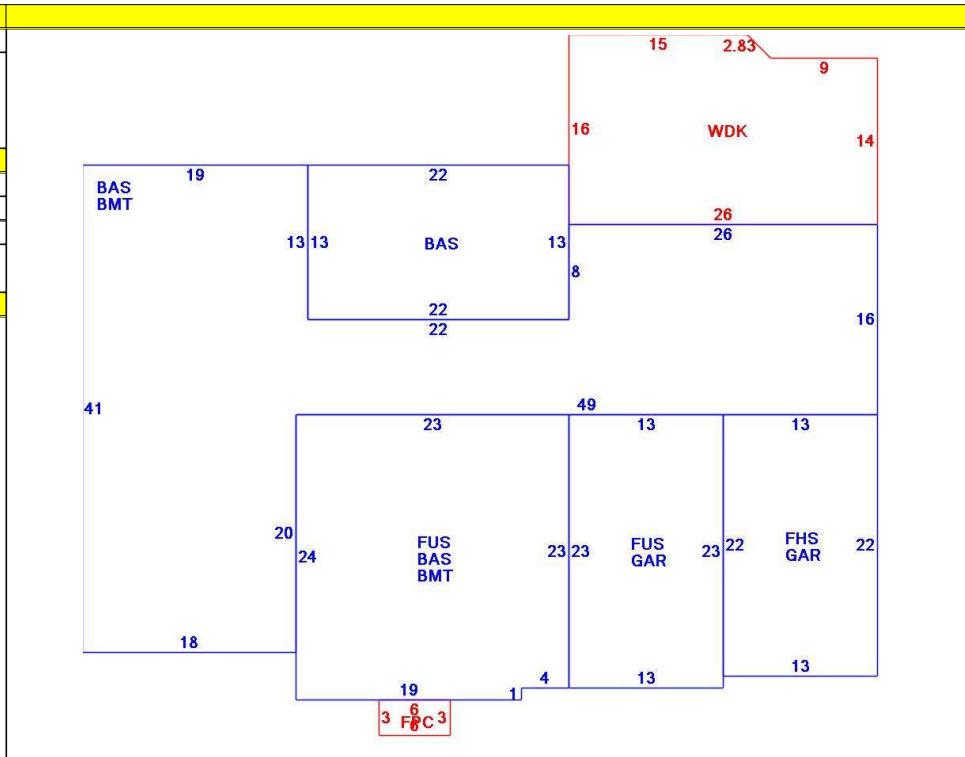 15 2.83
9
16 WDK 14
19 22
BAS
BMT
26
26
13 13 BAS 13
8
22
22
16
41
49
23 13 13
20
24
FUS
BAS
BMT
23 23
FUS
GAR
23 22
FHS
GAR
22
18
13
4 13
19 1
6
3 FPC 3
6